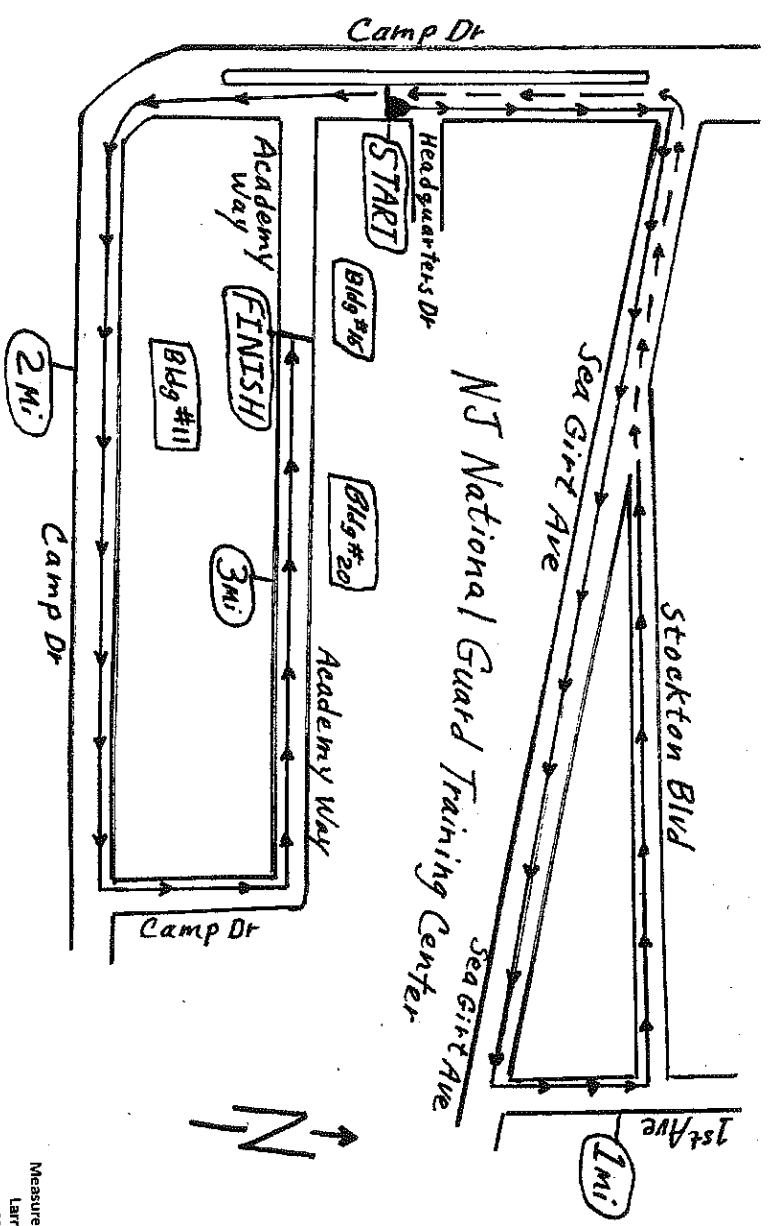 Camp Dr
Headquarters Dr
START
Academy
Way
Bldg #16
FINISH
Sea Girt Ave
NJ National Guard Training Center
Bldg #11
2 Mi
Bldg #20
3 Mi
Stockton Blvd
Camp Dr
Academy Way
Camp Dr
Sea Girt Ave
1st Ave
1 Mi
N
Measure
Larr